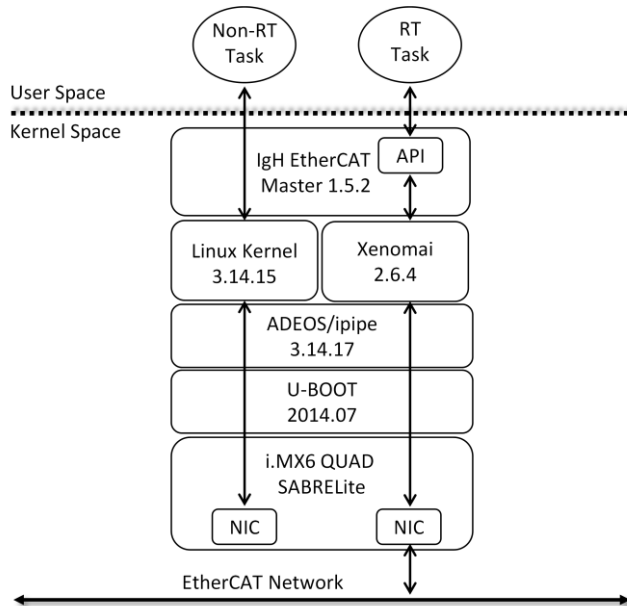 Non-RT
Task
RT
Task
User Space
Kernel Space
IgH EtherCAT
Master 1.5.2
API
Linux Kernel
3.14.15
Xenomai
2.6.4
ADEOS/ipipe
3.14.17
U-BOOT
2014.07
i.MX6 QUAD
SABRELite
NIC
NIC
EtherCAT Network